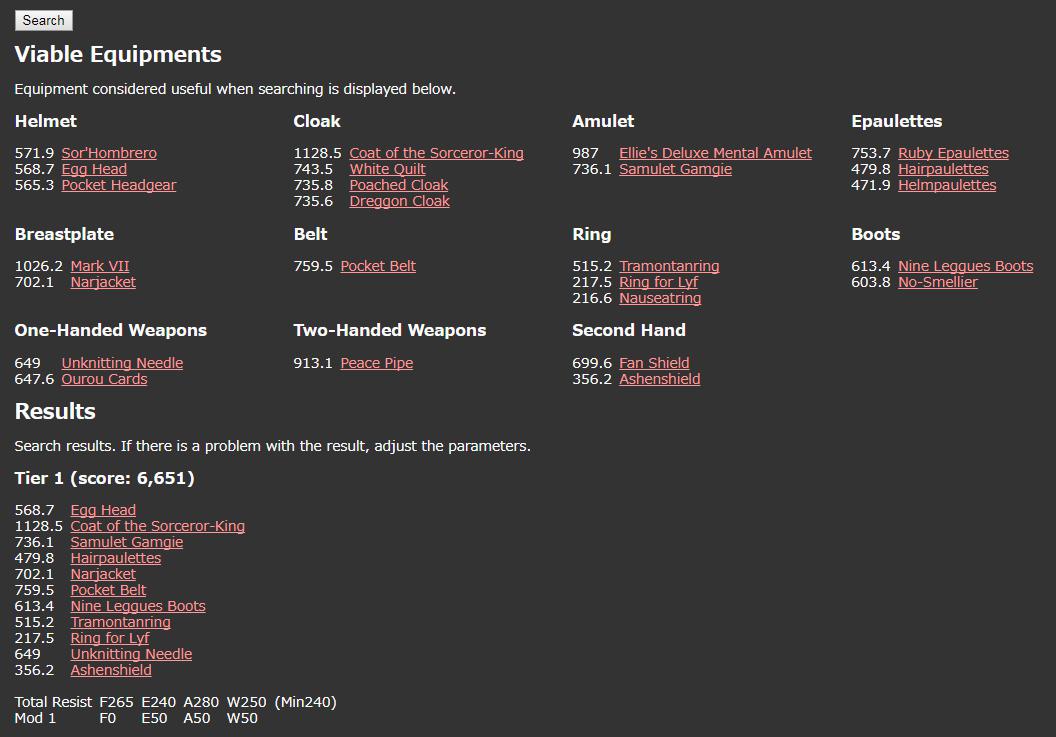 Search
Viable Equipments
Equipment considered useful when searching is displayed below.
Helmet
571.9 Sor'Hombrero
568.7 Egg Head
565.3 Pocket Headgear
Cloak
1128.5 Coat of the Sorceror-King
743.5 White Quilt
735.8 Poached Cloak
735.6 Dreggon Cloak
Amulet
987 Ellie's Deluxe Mental Amulet
736.1 Samulet Gamgie
Epaulettes
753.7 Ruby Epaulettes
479.8 Hairpaulettes
471.9 Helmpaulettes
Breastplate
1026.2 Mark VII
702.1 Narjacket
Belt
759.5 Pocket Belt
Ring
515.2 Tramontanring
217.5 Ring for Lyf
216.6 Nauseatring
Boots
613.4 Nine Leggues Boots
603.8 No-Smellier
One-Handed Weapons
649 Unknitting Needle
647.6 Ourou Cards
Two-Handed Weapons
913.1 Peace Pipe
Second Hand
699.6 Fan Shield
356.2 Ashenshield
Results
Search results. If there is a problem with the result, adjust the parameters.
Tier 1 (score: 6,651)
568.7 Egg Head
1128.5 Coat of the Sorceror-King
736.1 Samulet Gamgie
479.8 Hairpaulettes
702.1 Narjacket
759.5 Pocket Belt
613.4 Nine Leggues Boots
515.2 Tramontanring
217.5 Ring for Lyf
649 Unknitting Needle
356.2 Ashenshield
Total Resist F265 E240 A280 W250 (Min240)
Mod 1 F0 E50 A50 W50